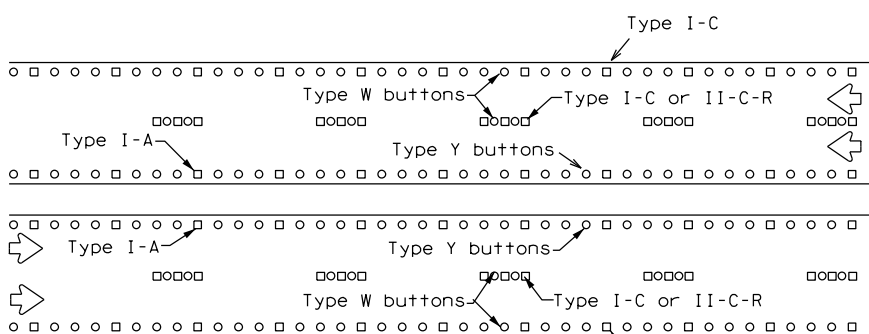 Type I-C
Type W buttons
Type I-C or II-C-R
Type I-A
Type Y buttons
Type I-A
Type Y buttons
Type W buttons
Type I-C or II-C-R